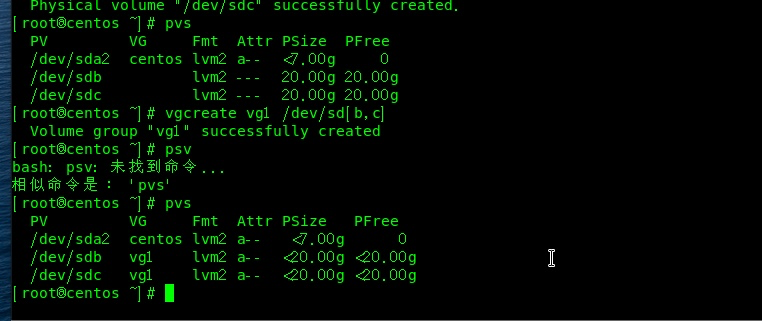 Physical volume "/dev/sdc" successfully created.
[root@centos ~]# pvs
PV VG Fmt Attr PSize PFree
/dev/sda2 centos lvm2 a-- <7.00g 0
/dev/sdb lvm2 --- 20.00g 20.00g
/dev/sdc lvm2 --- 20.00g 20.00g
[root@centos ~]# vgcreate vg1 /dev/sd[b,c]
Volume group "vg1" successfully created
[root@centos ~]# psv
bash: psv: 未找到命令...
相似命令是： 'pvs'
[root@centos ~]# pvs
PV VG Fmt Attr PSize PFree
/dev/sda2 centos lvm2 a-- <7.00g 0
/dev/sdb vg1 lvm2 a-- <20.00g <20.00g
/dev/sdc vg1 lvm2 a-- <20.00g <20.00g
[root@centos ~]#